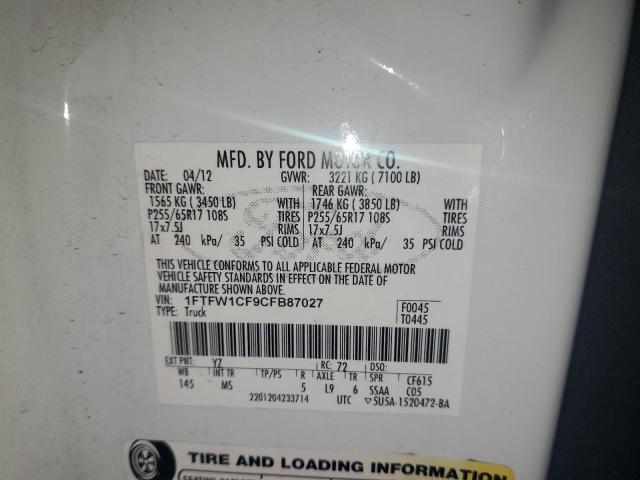 MFD. BY FORD MOTOR CO.
DATE: 04/12 GVWR: 3221 KG ( 7100 LB)
FRONT GAWR: REAR GAWR:
1565 KG ( 3450 LB) WITH 1746 KG ( 3850 LB) WITH
P255/65R17 108S TIRES P255/65R17 108S TIRES
17x7.5J RIMS 17x7.5J RIMS
AT 240 kPa/ 35 PSI COLD AT 240 kPa/ 35 PSI COLD
THIS VEHICLE CONFORMS TO ALL APPLICABLE FEDERAL MOTOR
VEHICLE SAFETY STANDARDS IN EFFECT ON THE DATE OF
MANUFACTURE SHOWN ABOVE.
VIN: 1FTFW1CF9CFB87027 F0045
TYPE: Truck T0445
EXT PNT: YZ RC: 72 DSO:
WB INT TR TP/PS R AXLE TR SPR CF615
145 MS 5 L9 6 SSAA C05
2201204233714 UTC ▽5U5A-1520472-BA
TIRE AND LOADING INFORMATION